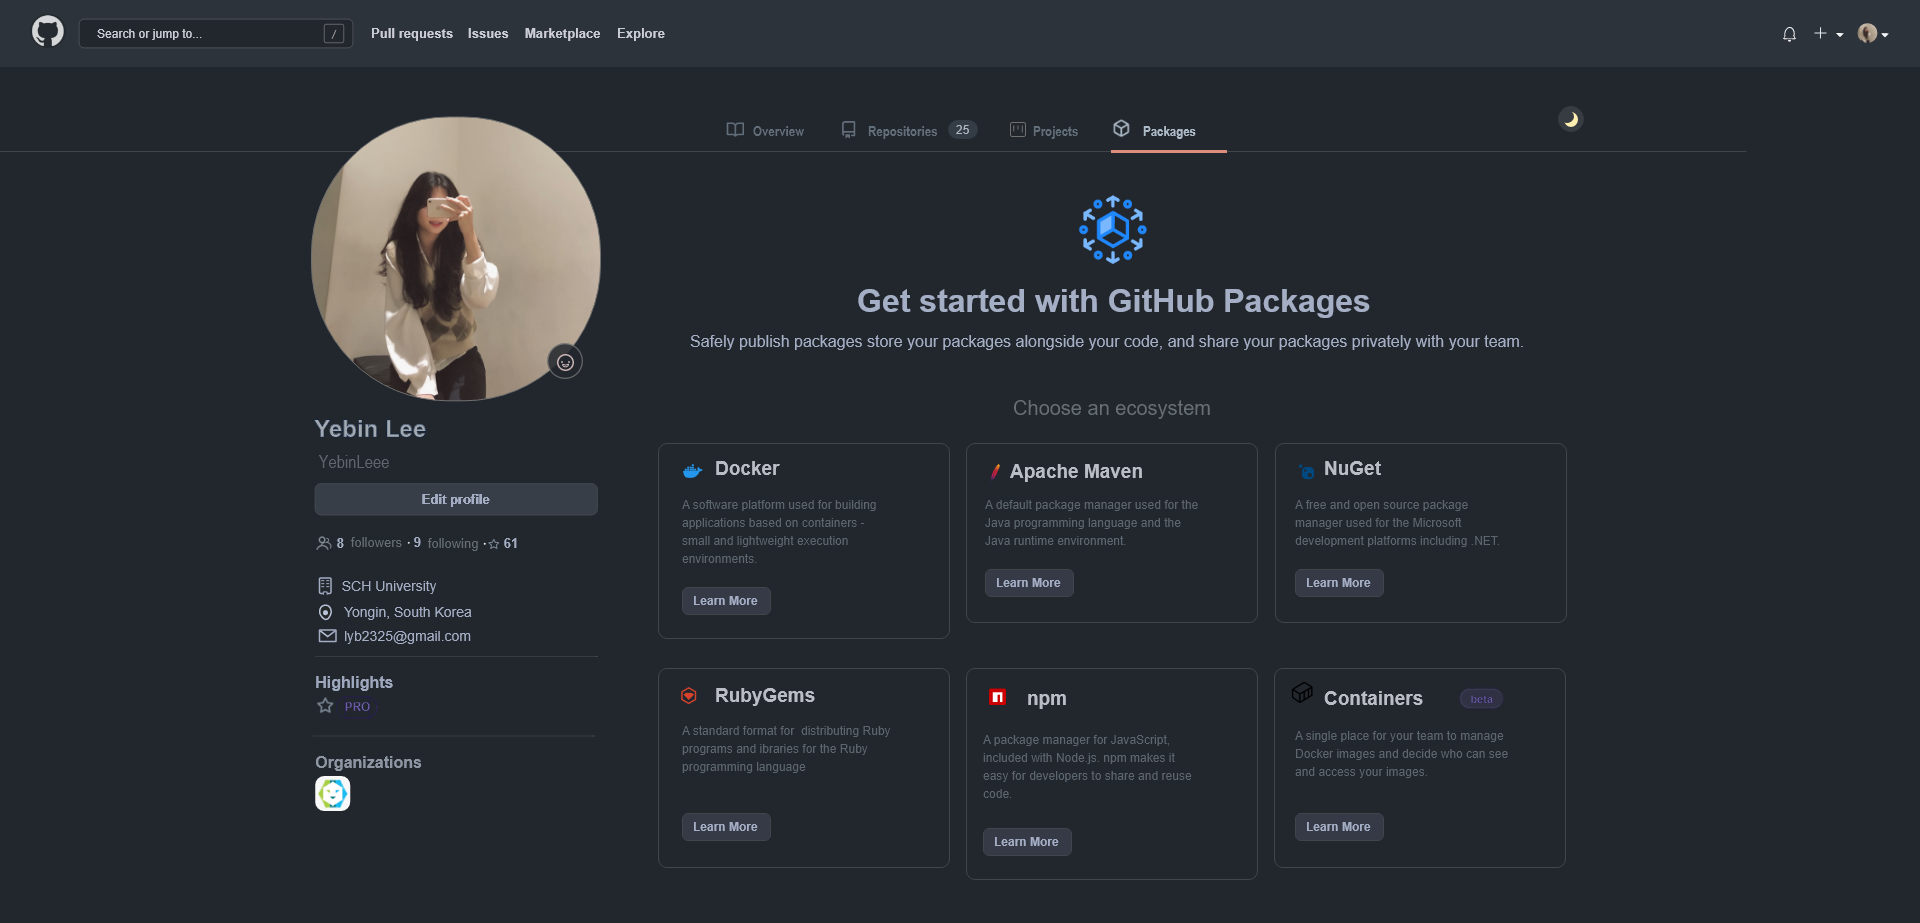 Search or jump to...
/
Pull requests
Issues
Marketplace
Explore
Overview
Repositories
25
Projects
Packages
Get started with GitHub Packages
Safely publish packages store your packages alongside your code, and share your packages privately with your team.
Choose an ecosystem
Yebin Lee
YebinLeee
Edit profile
8 followers · 9 following · 61
SCH University
Yongin, South Korea
lyb2325@gmail.com
Highlights
PRO
Organizations
Docker
A software platform used for building
applications based on containers -
small and lightweight execution
environments.
Learn More
Apache Maven
A default package manager used for the
Java programming language and the
Java runtime environment.
Learn More
NuGet
A free and open source package
manager used for the Microsoft
development platforms including .NET.
Learn More
RubyGems
A standard format for  distributing Ruby
programs and ibraries for the Ruby
programming language
Learn More
n
npm
A package manager for JavaScript,
included with Node.js. npm makes it
easy for developers to share and reuse
code.
Learn More
Containers
beta
A single place for your team to manage
Docker images and decide who can see
and access your images.
Learn More